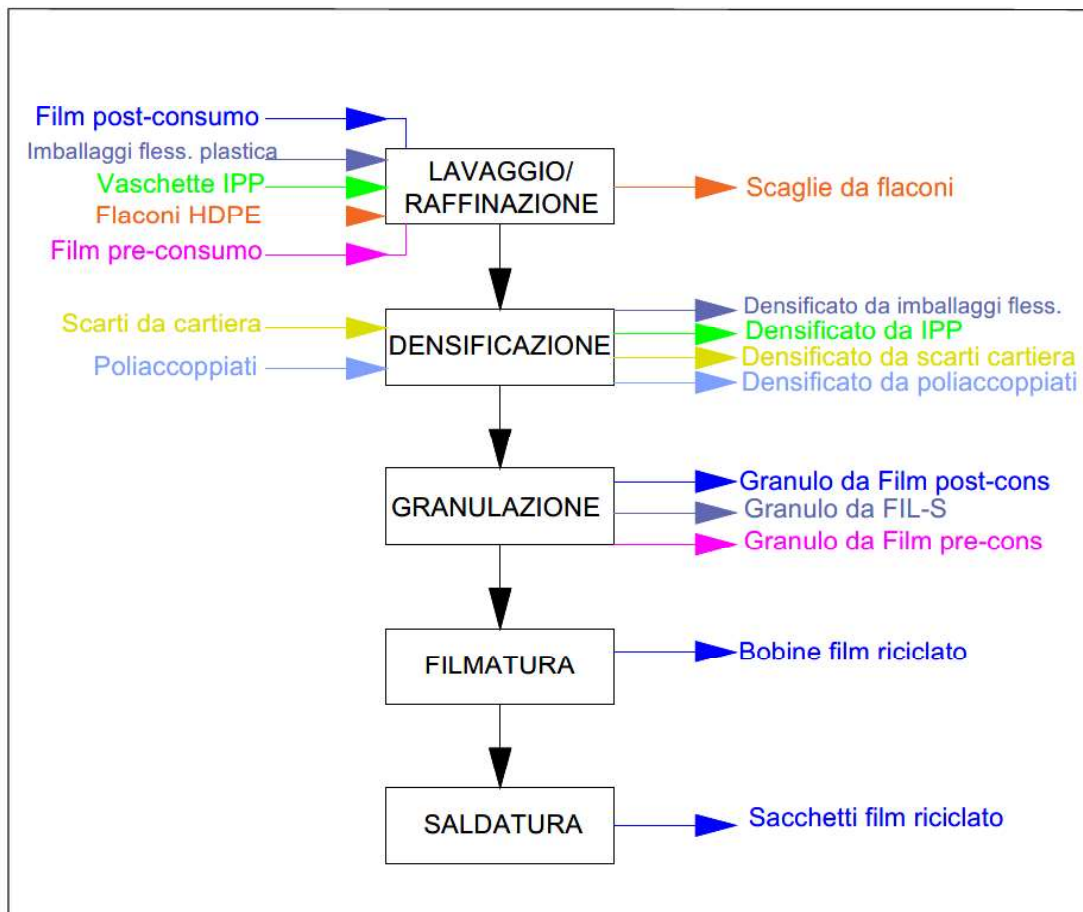 Film post-consumo
Imballaggi fless. plastica
Vaschette IPP
Flaconi HDPE
Film pre-consumo
LAVAGGIO/
RAFFINAZIONE
Scaglie da flaconi
Scarti da cartiera
Poliaccoppiati
DENSIFICAZIONE
Densificato da imballaggi fless.
Densificato da IPP
Densificato da scarti cartiera
Densificato da poliaccoppiati
GRANULAZIONE
Granulo da Film post-cons
Granulo da FIL-S
Granulo da Film pre-cons
FILMATURA
Bobine film riciclato
SALDATURA
Sacchetti film riciclato